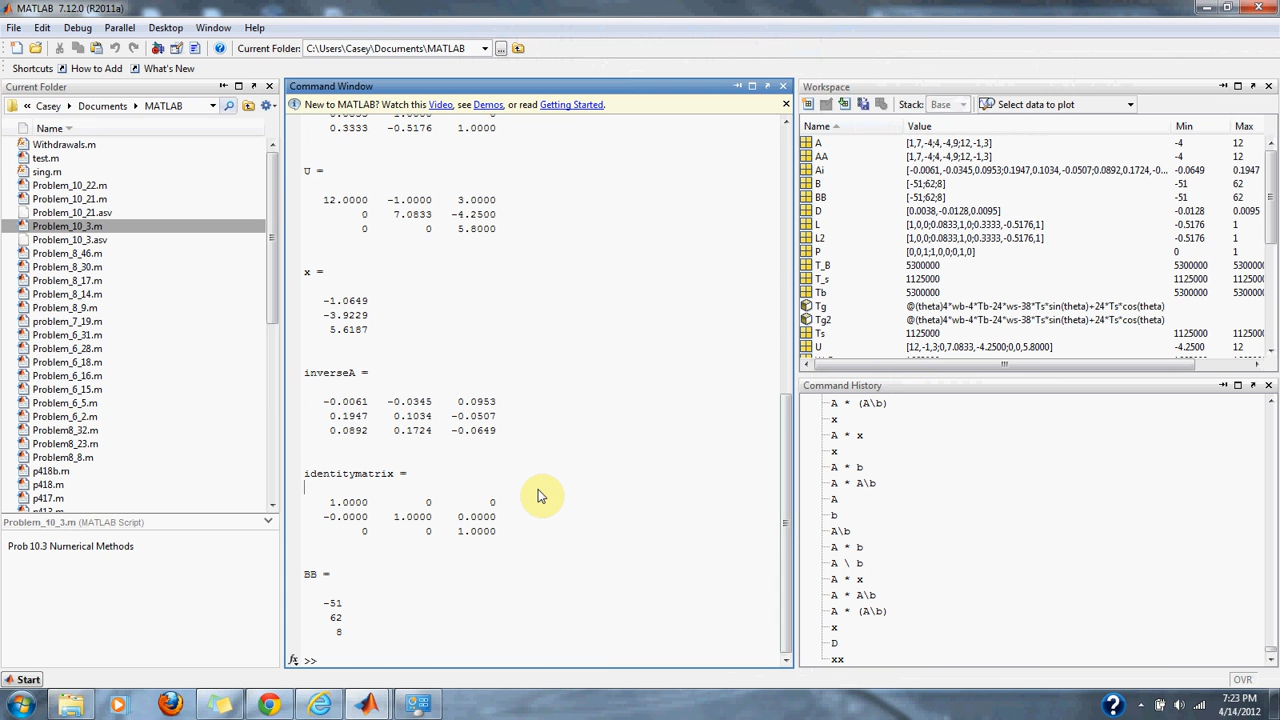 MATLAB 7.12.0 (R2011a)
File Edit Debug Parallel Desktop Window Help
Current Folder: C:\Users\Casey\Documents\MATLAB
Shortcuts How to Add What's New
Current Folder
« Casey ▸ Documents ▸ MATLAB
Name
Withdrawals.m
test.m
sing.m
Problem_10_22.m
Problem_10_21.m
Problem_10_21.asv
Problem_10_3.m
Problem_10_3.asv
Problem_8_46.m
Problem_8_30.m
Problem_8_17.m
Problem_8_14.m
Problem_8_9.m
problem_7_19.m
Problem_6_31.m
Problem_6_28.m
Problem_6_18.m
Problem_6_16.m
Problem_6_15.m
Problem_6_2.m
Problem8_32.m
Problem8_23.m
Problem_8_8.m
p418b.m
p418.m
p417.m
Problem_10_3.m (MATLAB Script)
Prob 10.3 Numerical Methods
Command Window
New to MATLAB? Watch this Video, see Demos, or read Getting Started.
0.3333 -0.5176 1.0000
U =
12.0000 -1.0000 3.0000
0 7.0833 -4.2500
0 0 5.8000
x =
-1.0649
-3.9229
5.6187
inverseA =
-0.0061 -0.0345 0.0953
0.1947 0.1034 -0.0507
0.0892 0.1724 -0.0649
identitymatrix =
1.0000 0 0
-0.0000 1.0000 0.0000
0 0 1.0000
BB =
-51
62
8
fx >>
Workspace
Stack: Base Select data to plot
Name Value Min Max
A [1,7,-4;4,-4,9;12,-1,3] -4 12
AA [1,7,-4;4,-4,9;12,-1,3] -4 12
Ai [-0.0061,-0.0345,0.0953;0.1947,0.1034,-0.0507;0.0892,0.1724,-0... -0.0649 0.1947
B [-51;62;8] -51 62
BB [-51;62;8] -51 62
D [0.0038,-0.0128,0.0095] -0.0128 0.0095
L [1,0,0;0.0833,1,0;0.3333,-0.5176,1] -0.5176 1
L2 [1,0,0;0.0833,1,0;0.3333,-0.5176,1] -0.5176 1
P [0,0,1;1,0,0;0,1,0] 0 1
T_B 5300000 5300000 53000
T_s 1125000 1125000 11250
Tb 5300000 5300000 53000
Tg @(theta)4*wb-4*Tb-24*ws-38*Ts*sin(theta)+24*Ts*cos(theta)
Tg2 @(theta)4*wb-4*Tb-24*ws-38*Ts*sin(theta)+24*Ts*cos(theta)
Ts 1125000 1125000 11250
U [12,-1,3;0,7.0833,-4.2500;0,0,5.8000] -4.2500 12
Command History
A * (A\b)
x
A * x
x
A * b
A * A\b
A
b
A\b
A * b
A \ b
A * x
A * A\b
A * (A\b)
x
D
xx
Start
OVR
7:23 PM
4/14/2012